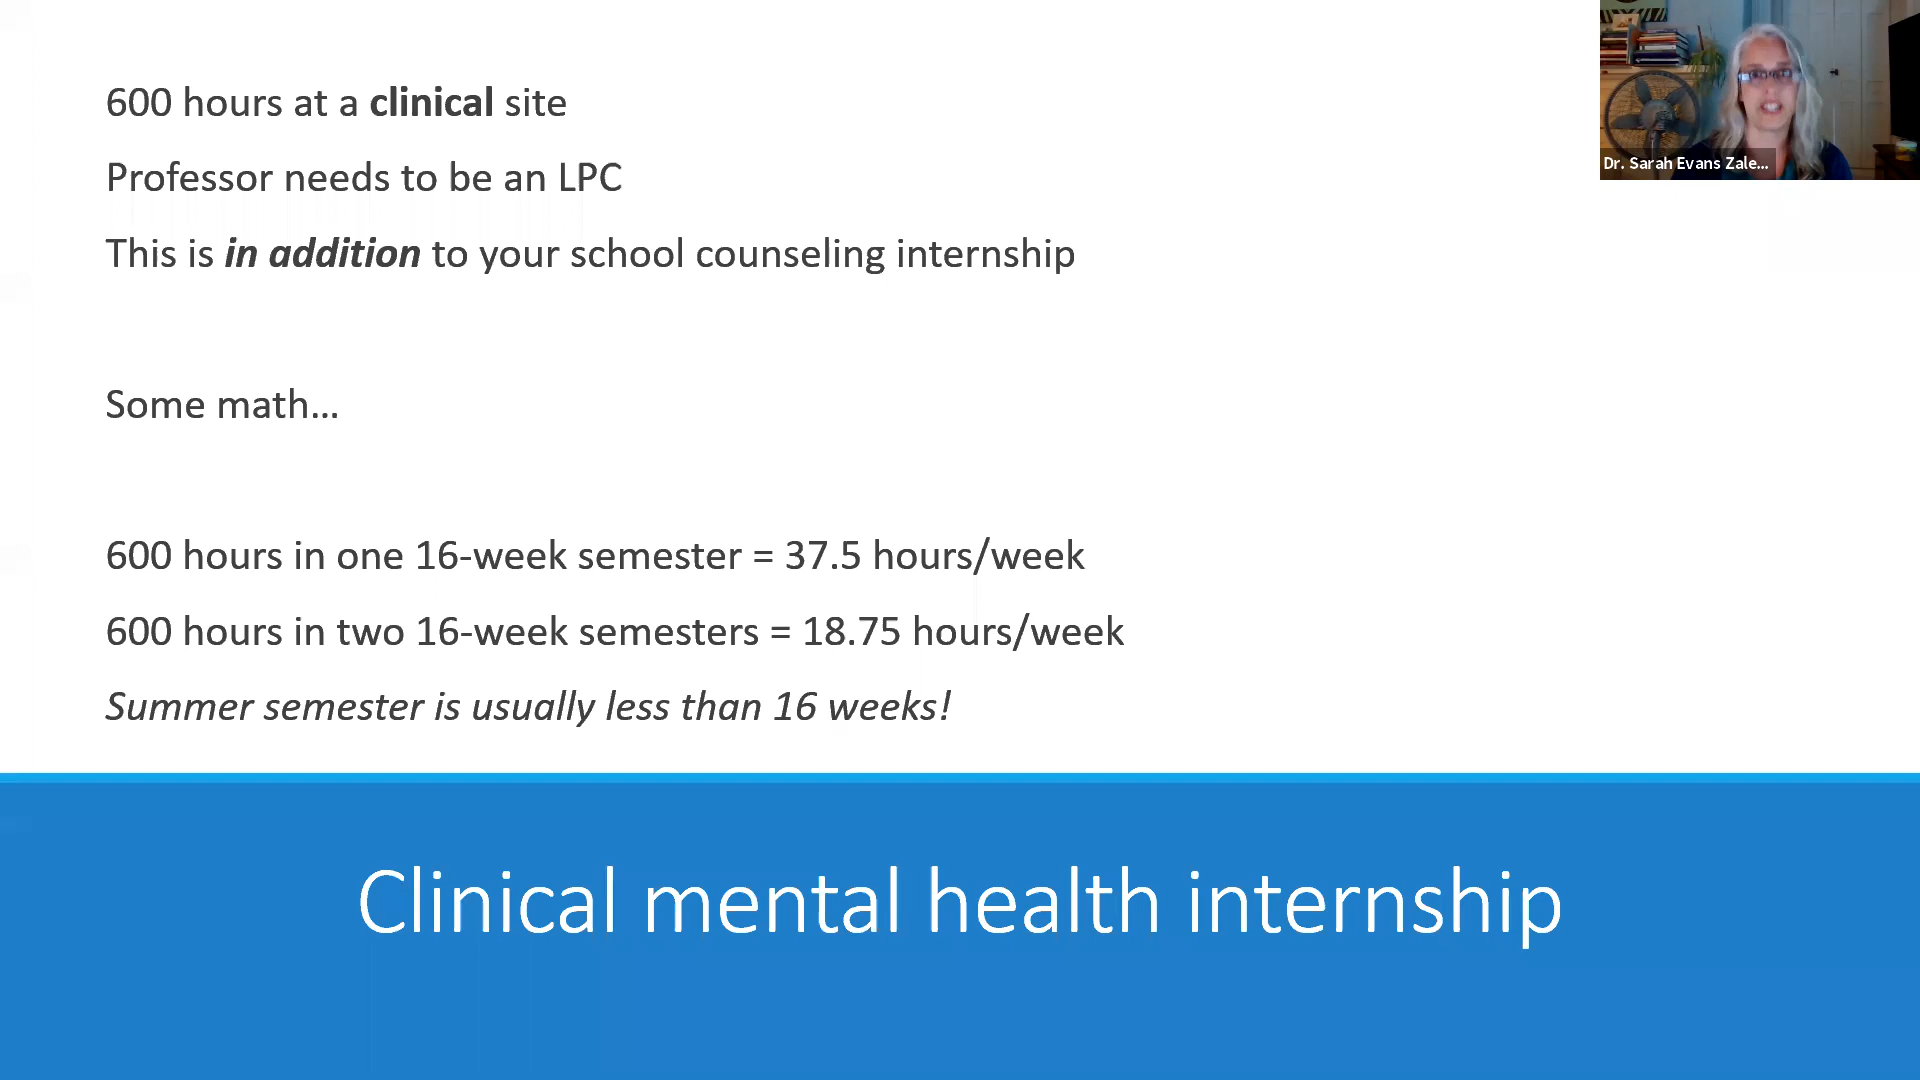 600 hours at a clinical site
Professor needs to be an LPC
This is in addition to your school counseling internship
Some math...
600 hours in one 16-week semester = 37.5 hours/week
600 hours in two 16-week semesters = 18.75 hours/week
Summer semester is usually less than 16 weeks!
Clinical mental health internship
Dr. Sarah Evans Zale...